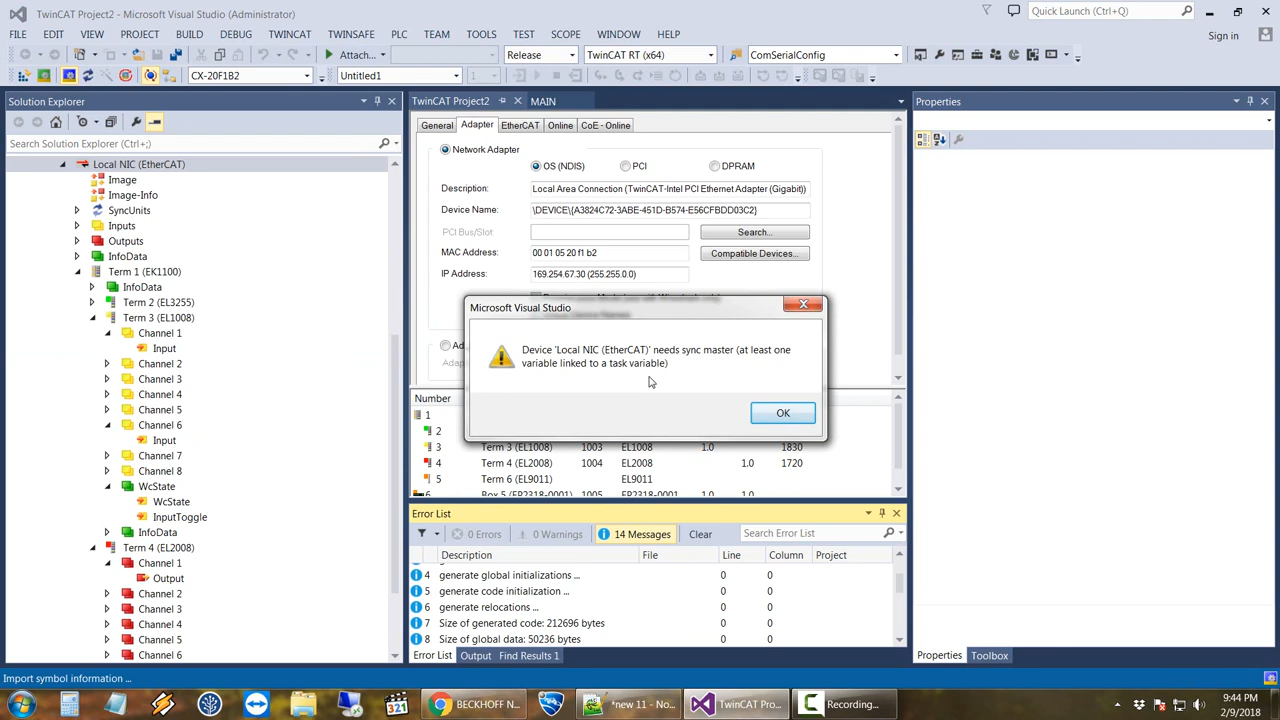 TwinCAT Project2 - Microsoft Visual Studio (Administrator)
Quick Launch (Ctrl+Q)
FILE EDIT VIEW PROJECT BUILD DEBUG TWINCAT TWINSAFE PLC TEAM TOOLS TEST SCOPE WINDOW HELP
Sign in
Attach... Release TwinCAT RT (x64) ComSerialConfig
CX-20F1B2 Untitled1 1
Solution Explorer
Search Solution Explorer (Ctrl+;)
Local NIC (EtherCAT)
Image
Image-Info
SyncUnits
Inputs
Outputs
InfoData
Term 1 (EK1100)
InfoData
Term 2 (EL3255)
Term 3 (EL1008)
Channel 1
Input
Channel 2
Channel 3
Channel 4
Channel 5
Channel 6
Input
Channel 7
Channel 8
WcState
WcState
InputToggle
InfoData
Term 4 (EL2008)
Channel 1
Output
Channel 2
Channel 3
Channel 4
Channel 5
Channel 6
TwinCAT Project2 MAIN
General Adapter EtherCAT Online CoE - Online
Network Adapter
OS (NDIS) PCI DPRAM
Description: Local Area Connection (TwinCAT-Intel PCI Ethernet Adapter (Gigabit))
Device Name: \DEVICE\{A3824C72-3ABE-451D-B574-E56CFBDD03C2}
PCI Bus/Slot Search...
MAC Address: 00 01 05 20 f1 b2 Compatible Devices...
IP Address: 169.254.67.30 (255.255.0.0)
Microsoft Visual Studio
Device 'Local NIC (EtherCAT)' needs sync master (at least one
variable linked to a task variable)
OK
Number
1
2
3 Term 3 (EL1008) 1003 EL1008 1.0 1830
4 Term 4 (EL2008) 1004 EL2008 1.0 1720
5 Term 6 (EL9011) EL9011
6 Box 5 (EP2318-0001) 1005 EP2318-0001 1.0 1.0
Error List
0 Errors 0 Warnings 14 Messages Clear Search Error List
Description File Line Column Project
4 generate global initializations ... 0 0
5 generate code initialization ... 0 0
6 generate relocations ... 0 0
7 Size of generated code: 212696 bytes 0 0
8 Size of global data: 50236 bytes 0 0
Error List Output Find Results 1
Properties
Properties Toolbox
Import symbol information ...
321
BECKHOFF N...
*new 11 - No...
TwinCAT Pro...
Recording...
9:44 PM
2/9/2018